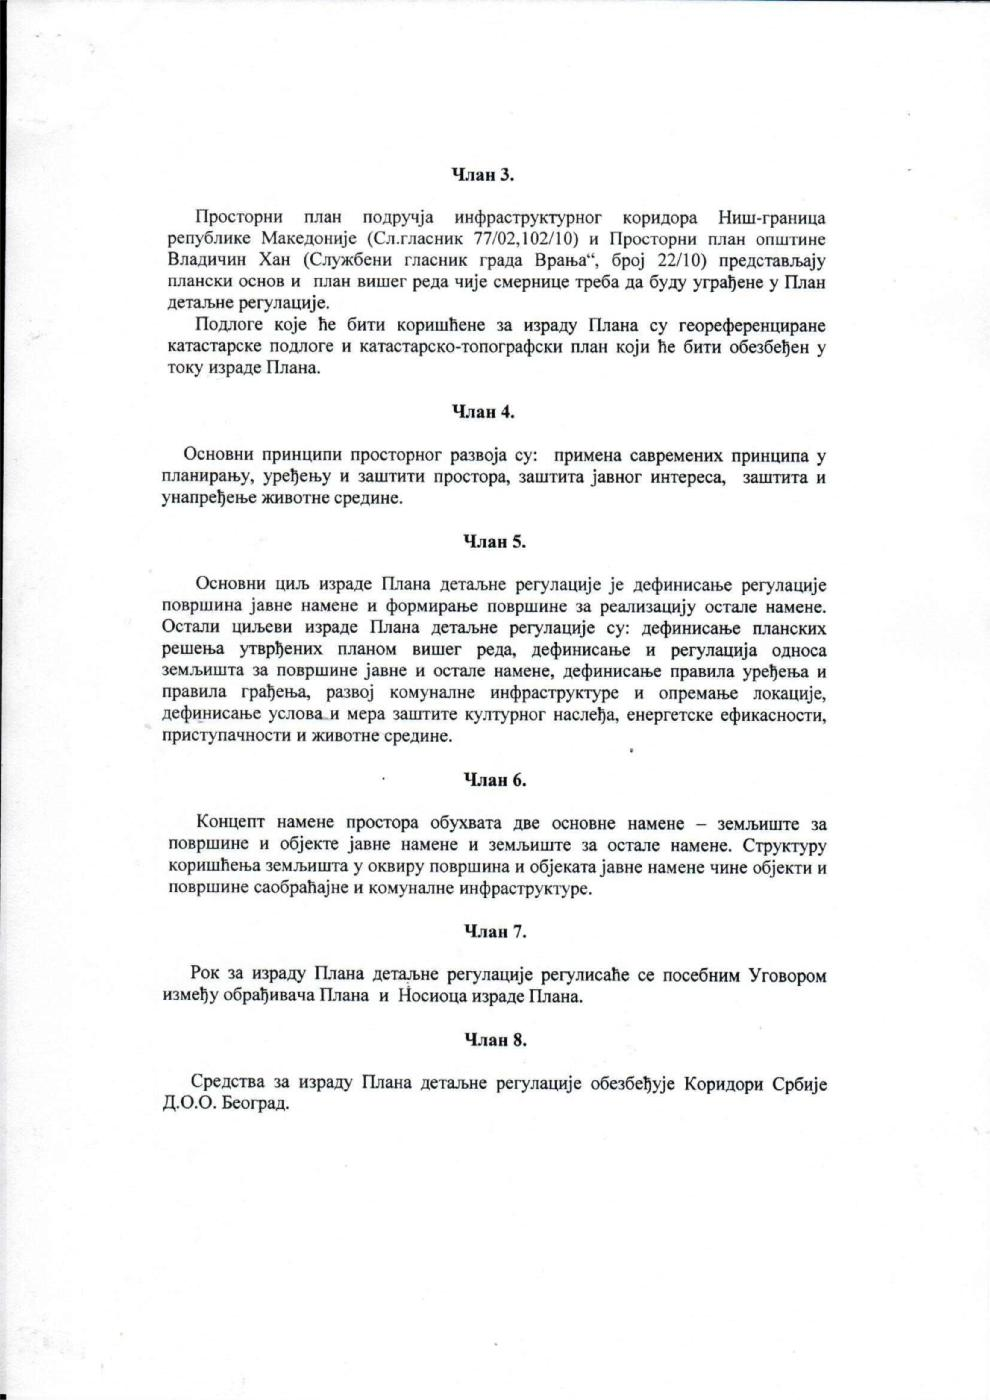 Члан 3.
Просторни план подручја инфраструктурног коридора Ниш-граница
републике Македоније (Сл.гласник 77/02,102/10) и Просторни план општине
Владичин Хан (Службени гласник града Врања“, број 22/10) представљају
плански основ и план вишег реда чије смернице треба да буду уграђене у План
детаљне регулације.
Подлоге које ће бити коришћене за израду Плана су геореференциране
катастарске подлоге и катастарско-топографски план који ће бити обезбеђен у
току израде Плана.
Члан 4.
Основни принципи просторног развоја су: примена савремених принципа у
планирању, уређењу и заштити простора, заштита јавног интереса, заштита и
унапређење животне средине.
Члан 5.
Основни циљ израде Плана детаљне регулације је дефинисање регулације
површина јавне намене и формирање површине за реализацију остале намене.
Остали циљеви израде Плана детаљне регулације су: дефинисање планских
решења утврђених планом вишег реда, дефинисање и регулација односа
земљишта за површине јавне и остале намене, дефинисање правила уређења и
правила грађења, развој комуналне инфраструктуре и опремање локације,
дефинисање услова и мера заштите културног наслеђа, енергетске ефикасности,
приступачности и животне средине.
Члан 6.
Концепт намене простора обухвата две основне намене – земљиште за
површине и објекте јавне намене и земљиште за остале намене. Структуру
коришћења земљишта у оквиру површина и објеката јавне намене чине објекти и
површине саобраћајне и комуналне инфраструктуре.
Члан 7.
Рок за израду Плана детаљне регулације регулисаће се посебним Уговором
између обрађивача Плана и Носиоца израде Плана.
Члан 8.
Средства за израду Плана детаљне регулације обезбеђује Коридори Србије
Д.О.О. Београд.